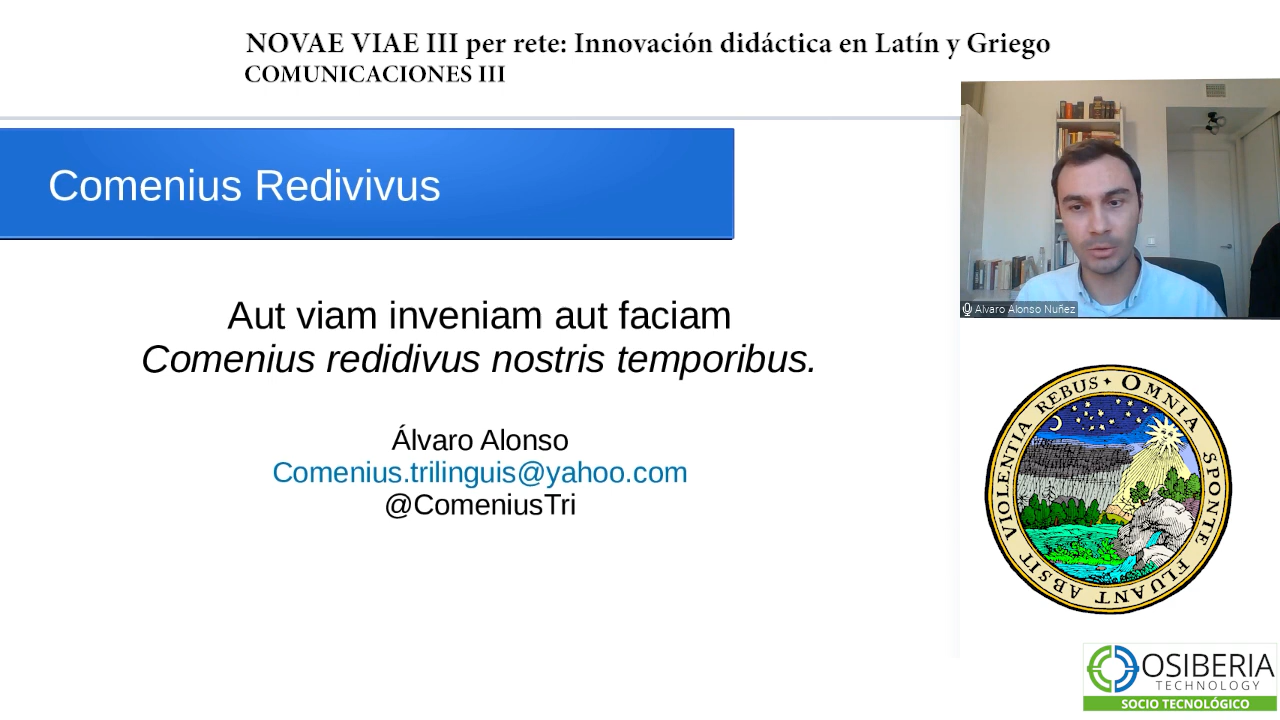 NOVAE VIAE III per rete: Innovación didáctica en Latín y Griego
COMUNICACIONES III
Comenius Redivivus
Aut viam inveniam aut faciam
Comenius redidivus nostris temporibus.
Álvaro Alonso
Comenius.trilinguis@yahoo.com
@ComeniusTri
Alvaro Alonso Nuñez
OMNIA SPONTE FLUANT ABSIT VIOLENTIA REBUS
OSIBERIA
TECHNOLOGY
SOCIO TECNOLÓGICO